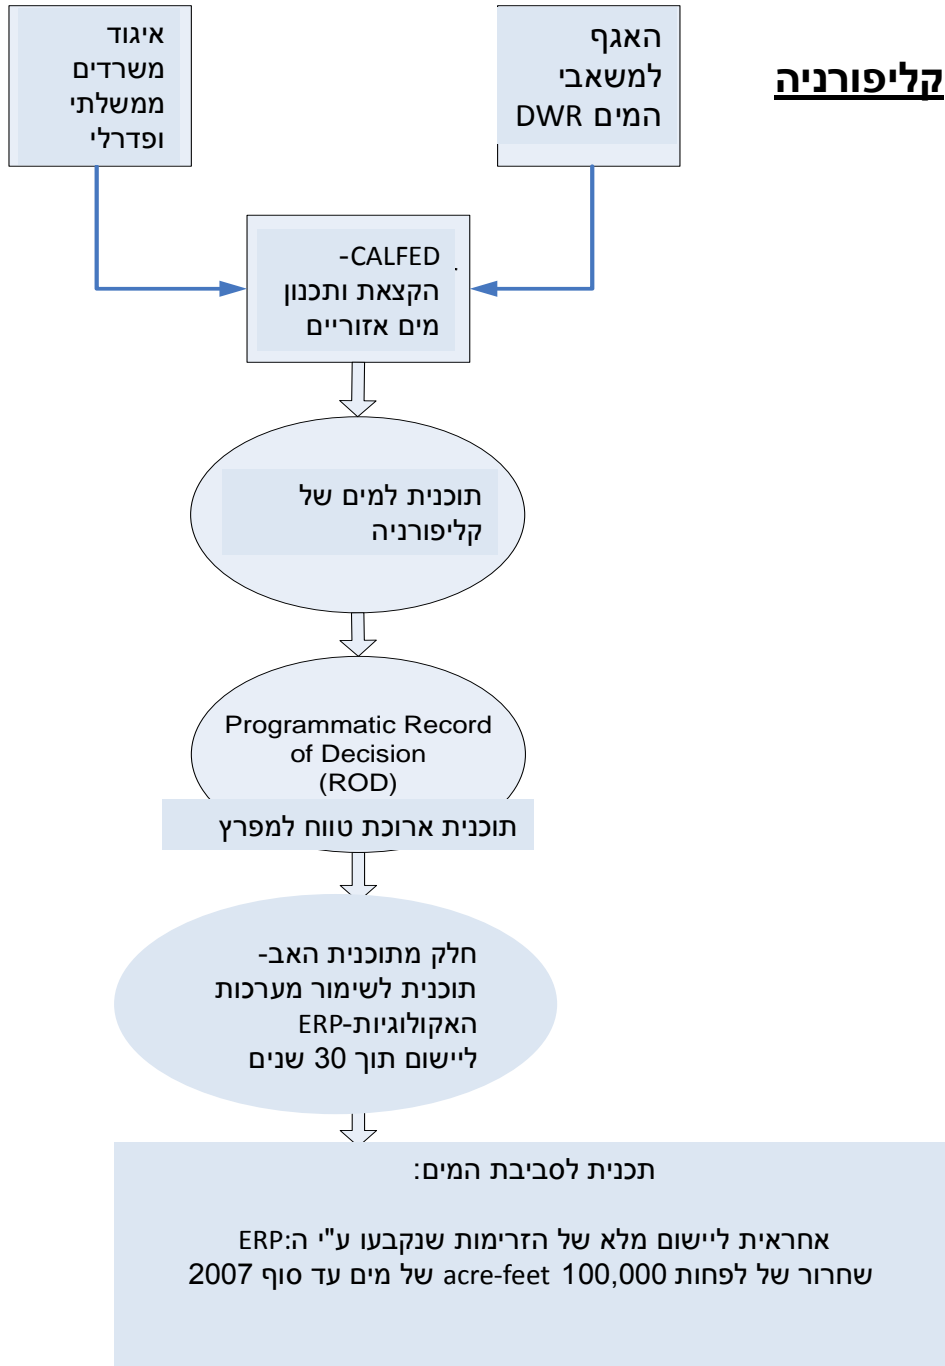 קליפורניה
האגף
למשאבי
המים DWR
איגוד
משרדים
ממשלתי
ופדרלי
CALFED-
הקצאת ותכנון
מים אזוריים
תוכנית למים של
קליפורניה
Programmatic Record
of Decision
(ROD)
תוכנית ארוכת טווח למפרץ
חלק מתוכנית האב-
תוכנית לשימור מערכות
האקולוגיות-ERP
ליישום תוך 30 שנים
תכנית לסביבת המים:
אחראית ליישום מלא של הזרימות שנקבעו ע"י ה:ERP
שחרור של לפחות 100,000 acre-feet של מים עד סוף 2007